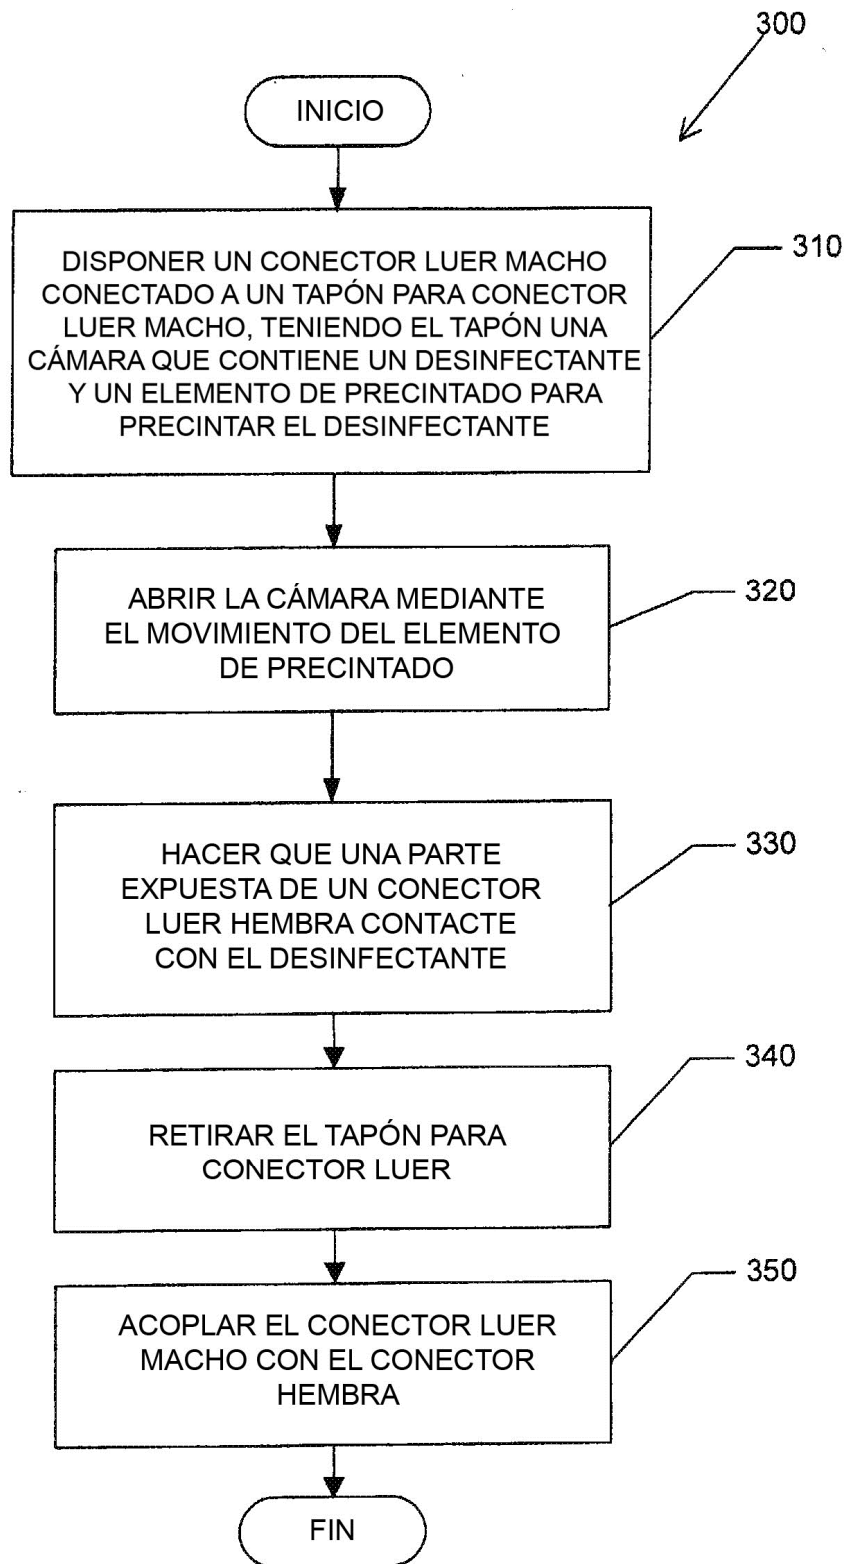 300
INICIO
310
DISPONER UN CONECTOR LUER MACHO
CONECTADO A UN TAPÓN PARA CONECTOR
LUER MACHO, TENIENDO EL TAPÓN UNA
CÁMARA QUE CONTIENE UN DESINFECTANTE
Y UN ELEMENTO DE PRECINTADO PARA
PRECINTAR EL DESINFECTANTE
320
ABRIR LA CÁMARA MEDIANTE
EL MOVIMIENTO DEL ELEMENTO
DE PRECINTADO
330
HACER QUE UNA PARTE
EXPUESTA DE UN CONECTOR
LUER HEMBRA CONTACTE
CON EL DESINFECTANTE
340
RETIRAR EL TAPÓN PARA
CONECTOR LUER
350
ACOPLAR EL CONECTOR LUER
MACHO CON EL CONECTOR
HEMBRA
FIN